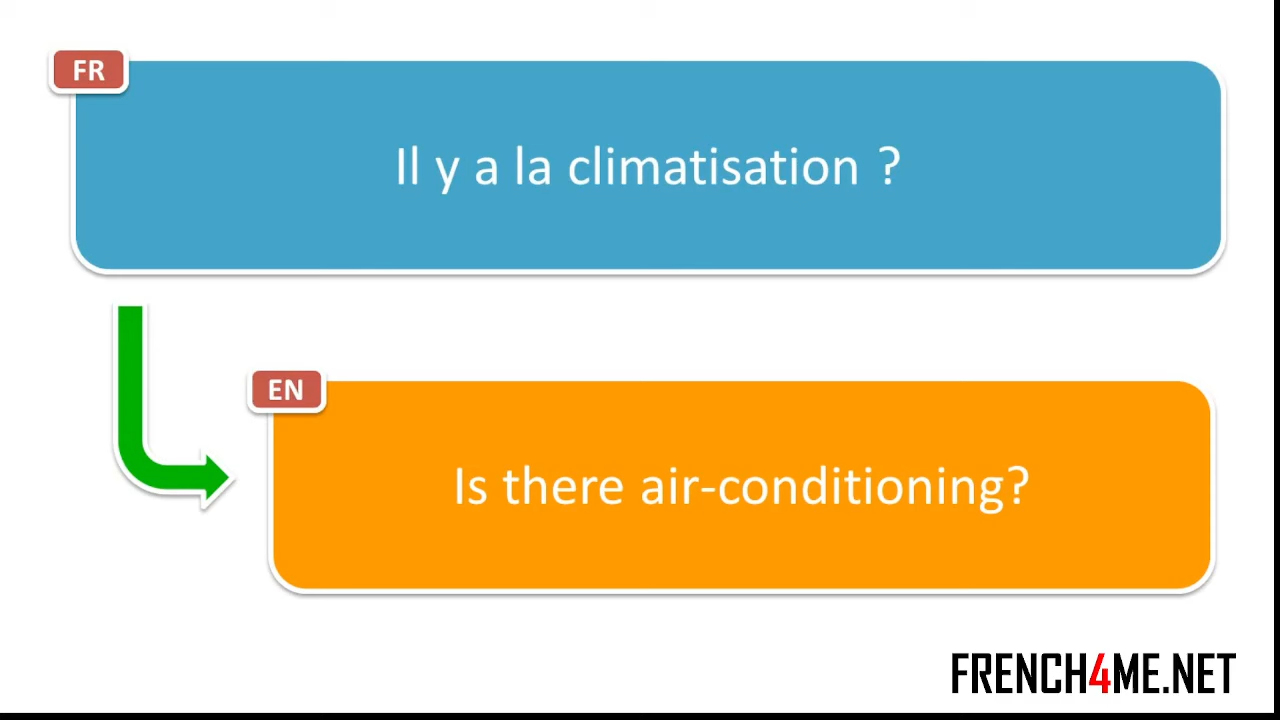 FR
Il y a la climatisation ?
EN
Is there air-conditioning?
FRENCH4ME.NET